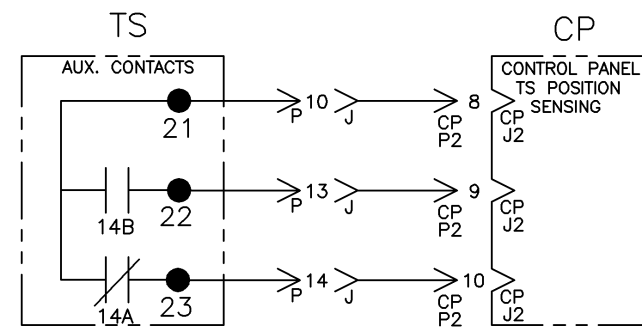 TS
CP
AUX. CONTACTS
CONTROL PANEL
TS POSITION
SENSING
21
P
10
J
CP
P2
8
CP
J2
14B
22
P
13
J
CP
P2
9
CP
J2
14A
23
P
14
J
CP
P2
10
CP
J2